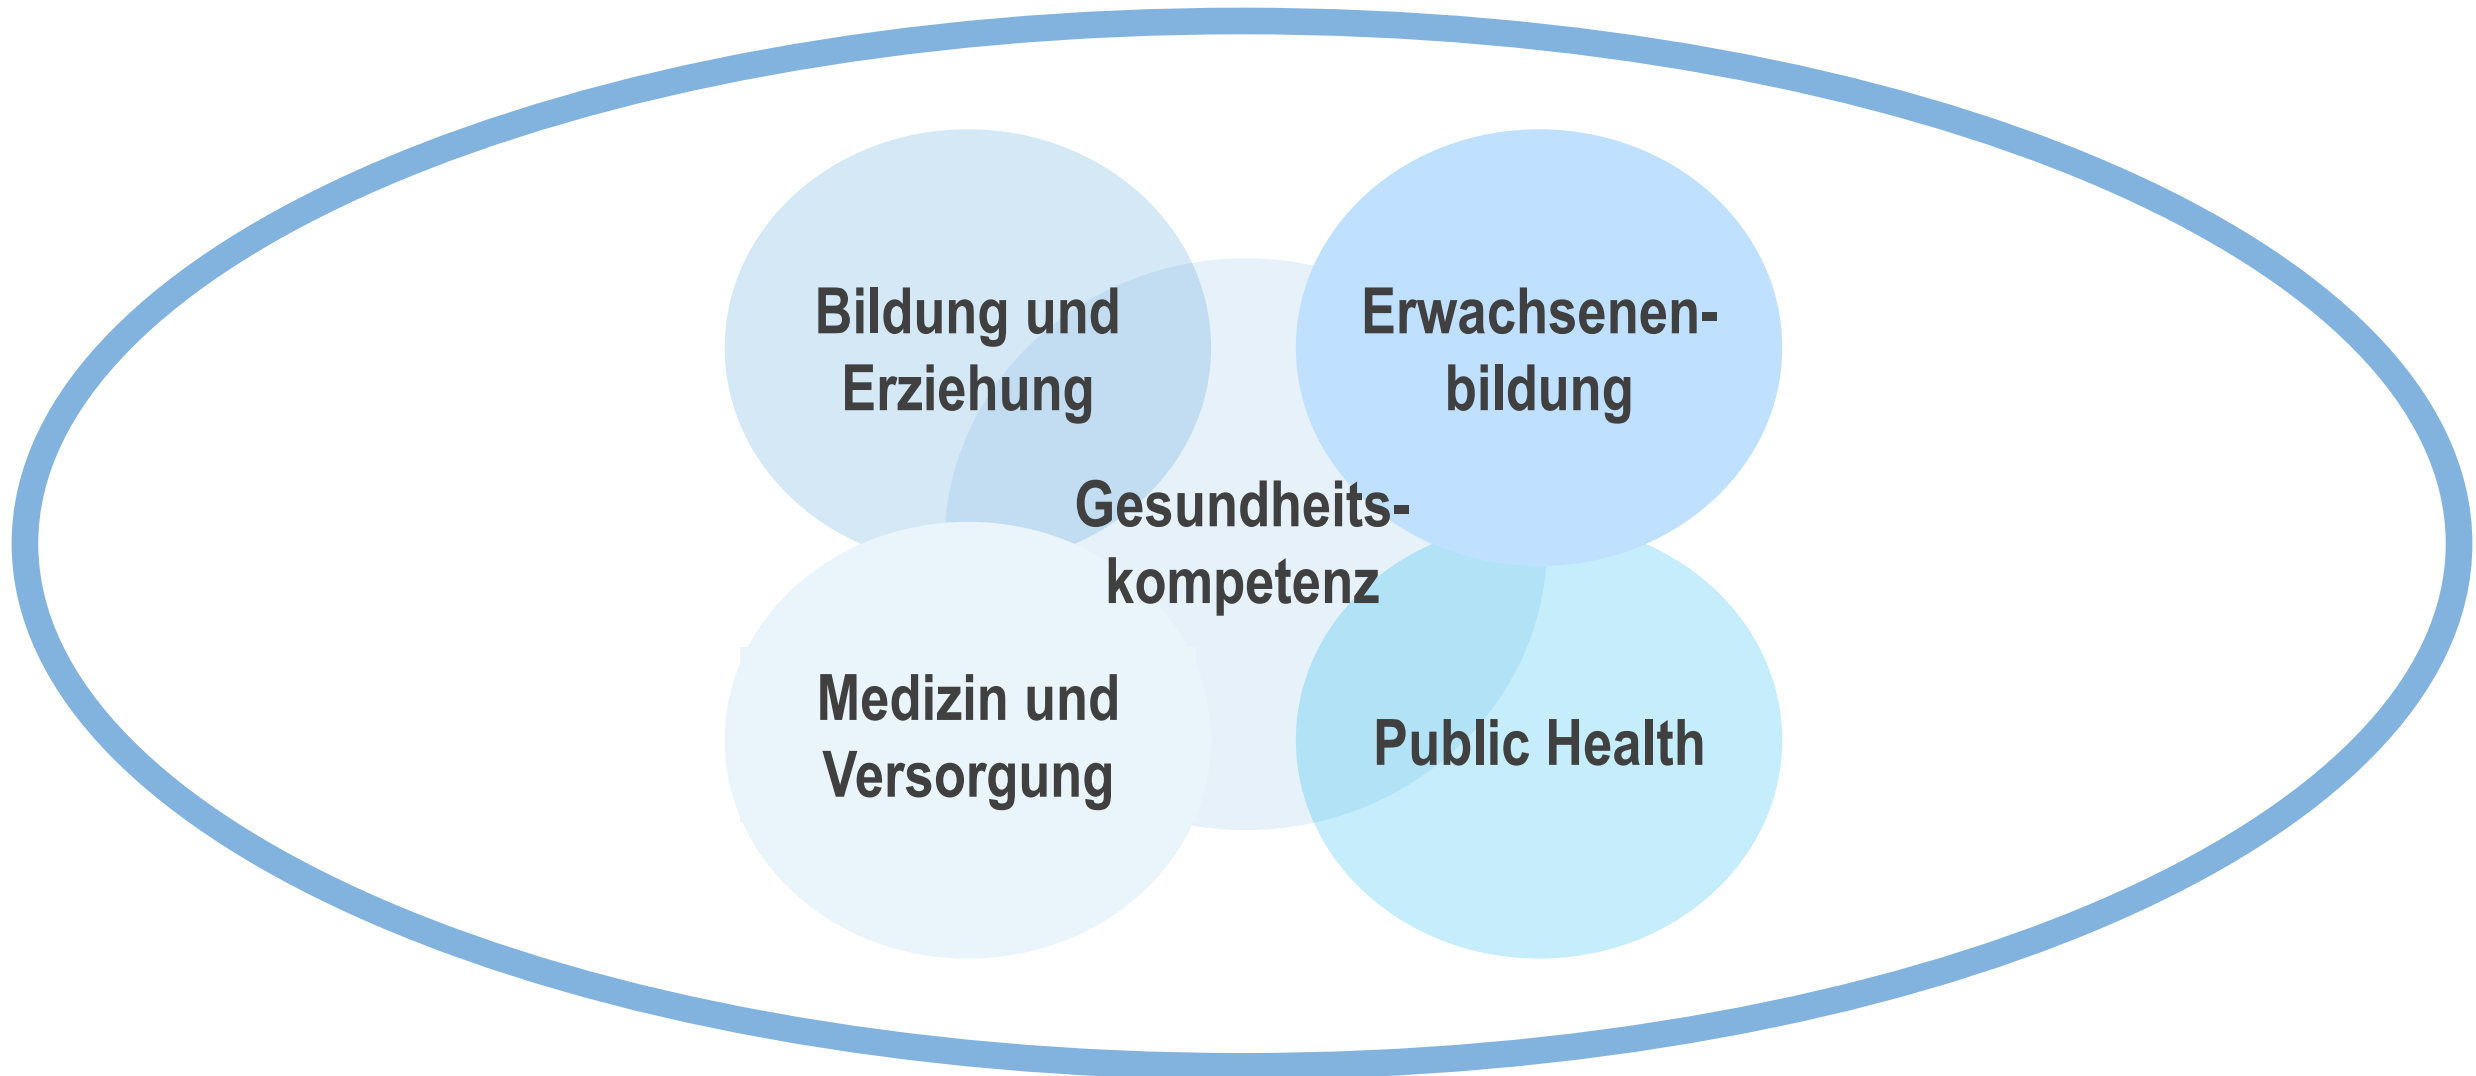 Bildung und
Erziehung
Erwachsenen-
bildung
Gesundheits-
kompetenz
Medizin und
Versorgung
Public Health